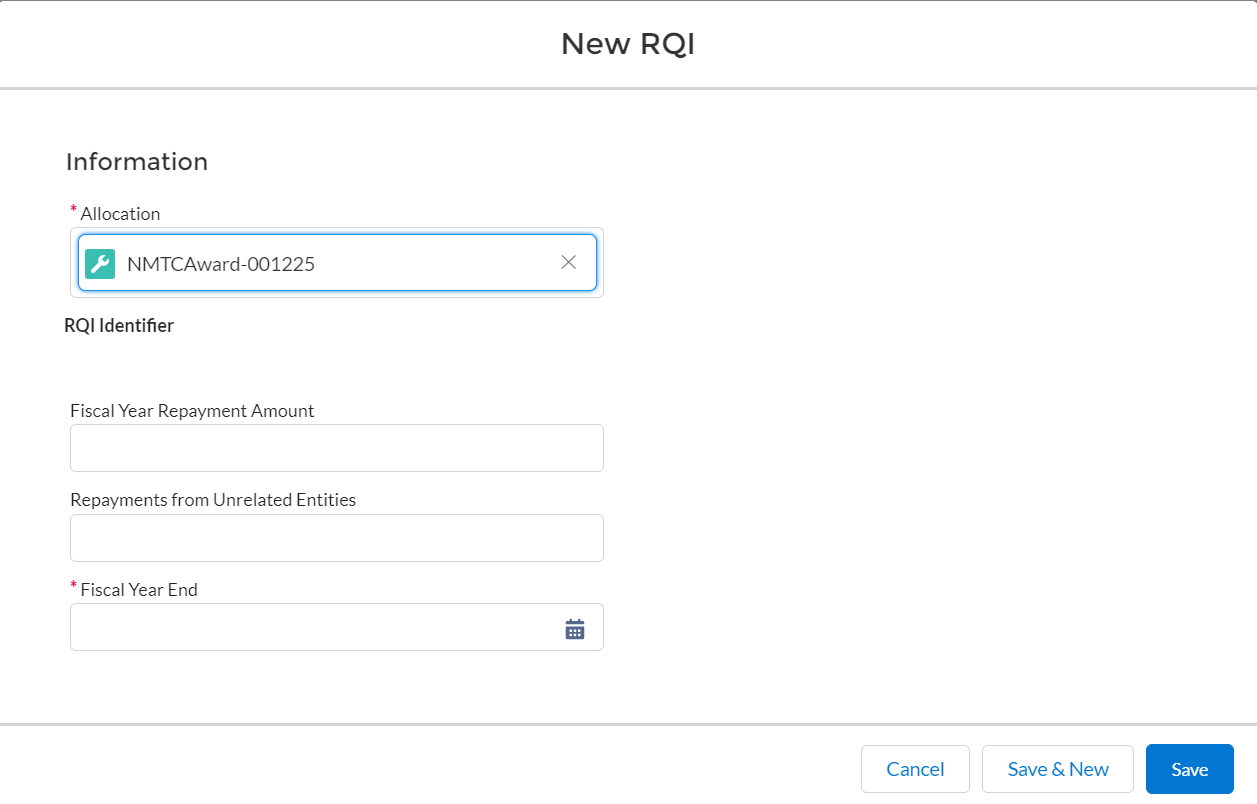 New RQI
Information
* Allocation
NMTCAward-001225
RQI Identifier
Fiscal Year Repayment Amount
Repayments from Unrelated Entities
* Fiscal Year End
Cancel Save & New Save